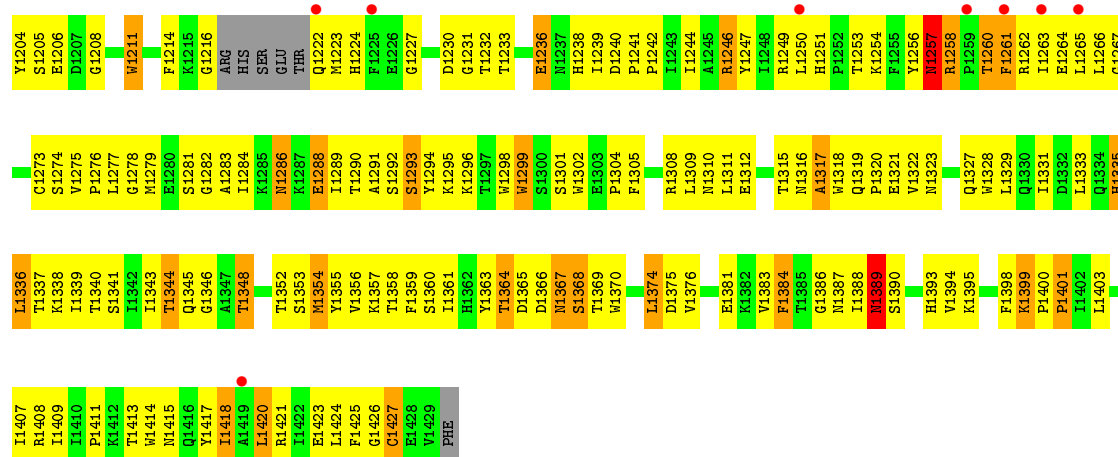 Y1204 S1205 E1206 D1207 G1208 W1211 F1214 K1215 G1216 ARG HIS SER GLU THR Q1222 M1223 H1224 F1225 E1226 G1227 D1230 G1231 T1232 T1233 E1236 N1237 H1238 I1239 D1240 P1241 P1242 I1243 I1244 A1245 R1246 Y1247 I1248 R1249 L1250 H1251 P1252 T1253 K1254 F1255 Y1256 N1257 R1258 P1259 T1260 F1261 R1262 I1263 E1264 L1265 L1266 G1267
C1273 S1274 V1275 P1276 L1277 G1278 M1279 E1280 S1281 G1282 A1283 I1284 K1285 N1286 K1287 E1288 I1289 T1290 A1291 S1292 S1293 Y1294 K1295 K1296 T1297 W1298 W1299 S1300 S1301 W1302 E1303 P1304 F1305 R1308 L1309 N1310 L1311 E1312 T1315 N1316 A1317 W1318 Q1319 P1320 E1321 V1322 N1323 Q1327 W1328 L1329 Q1330 I1331 D1332 L1333 Q1334 H1335
L1336 T1337 K1338 I1339 T1340 S1341 I1342 I1343 T1344 Q1345 G1346 A1347 T1348 T1352 S1353 M1354 Y1355 V1356 K1357 T1358 F1359 S1360 I1361 H1362 Y1363 T1364 D1365 D1366 N1367 S1368 T1369 W1370 L1374 D1375 V1376 E1381 K1382 V1383 F1384 T1385 G1386 N1387 I1388 N1389 S1390 H1393 V1394 K1395 F1398 K1399 P1400 P1401 I1402 L1403
I1407 R1408 I1409 I1410 P1411 K1412 T1413 W1414 N1415 Q1416 Y1417 I1418 A1419 L1420 R1421 I1422 E1423 L1424 F1425 G1426 C1427 E1428 V1429 PHE